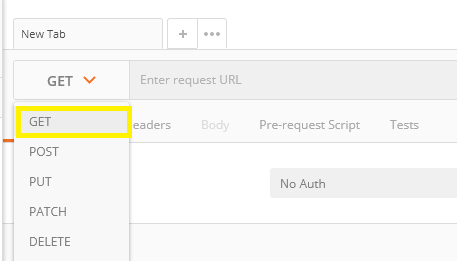 New Tab
GET
Enter request URL
GET
eaders Body Pre-request Script Tests
POST
PUT
No Auth
PATCH
DELETE